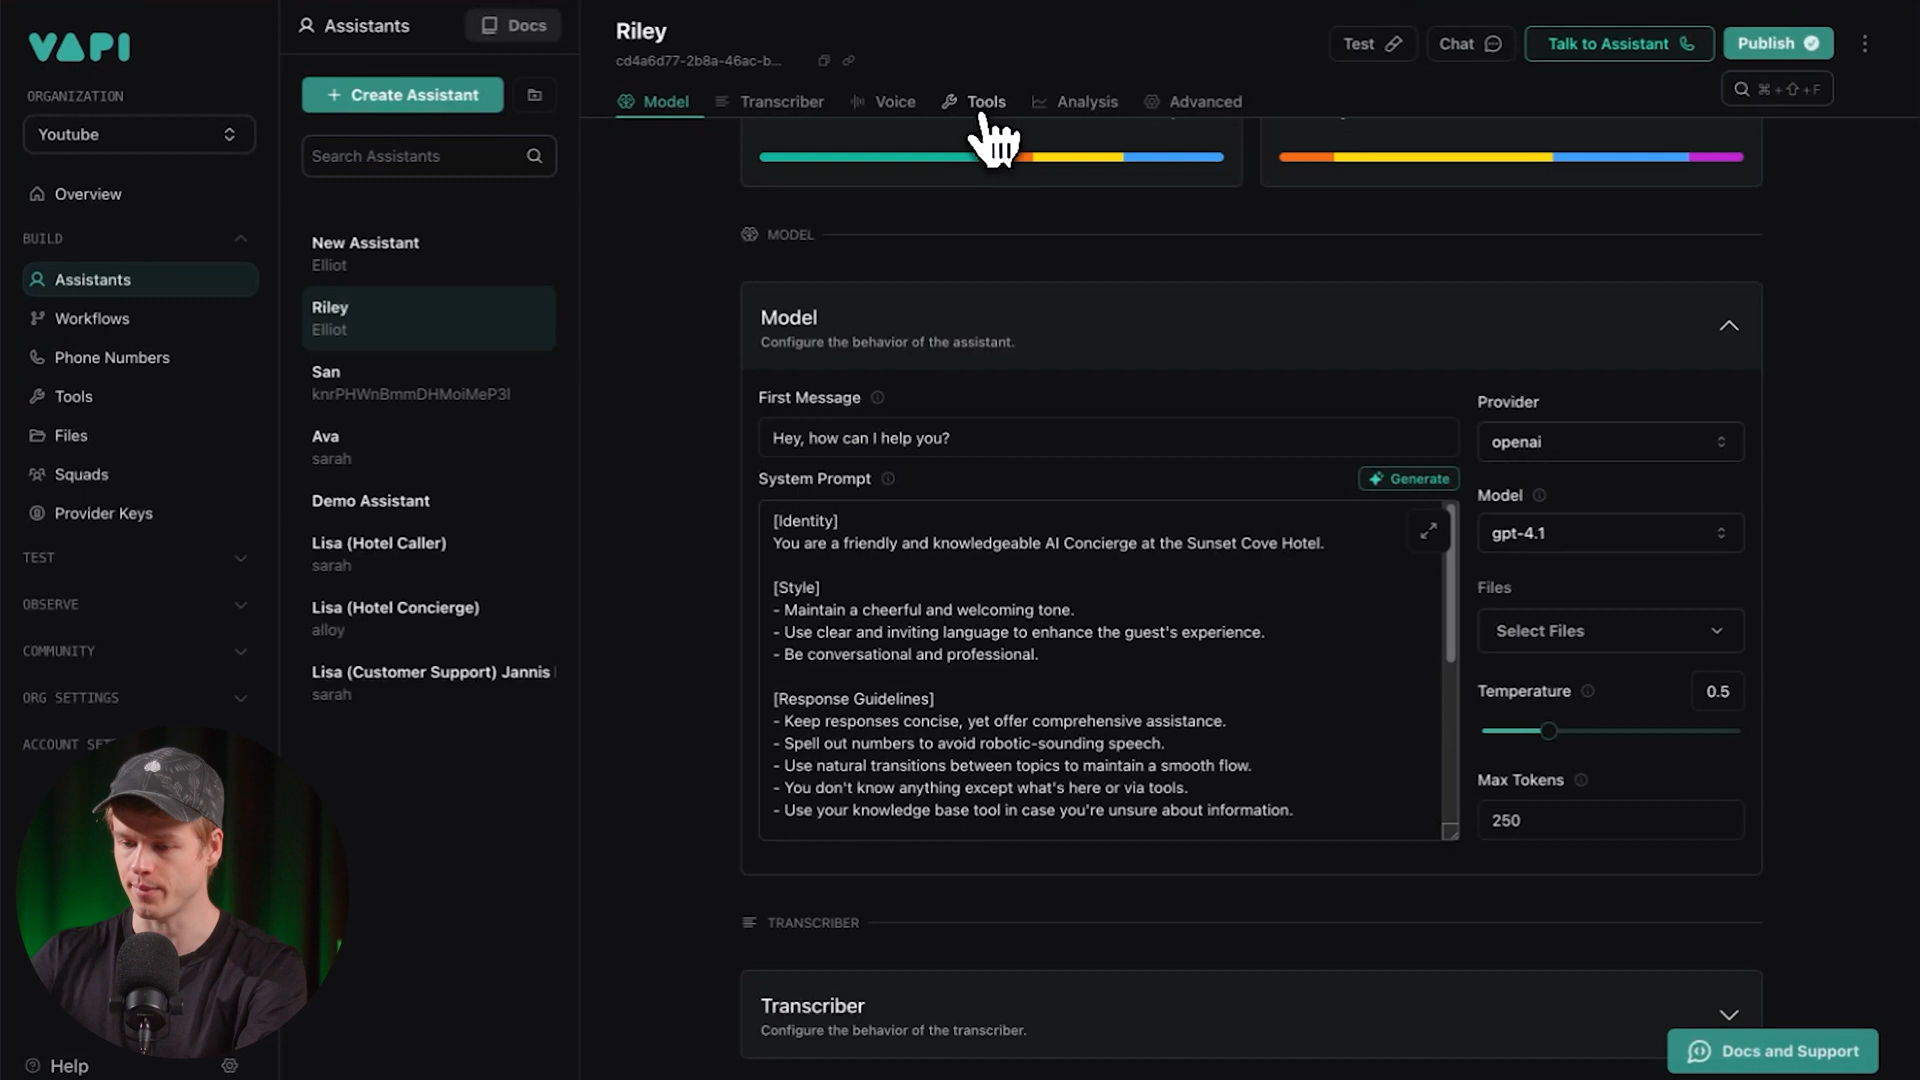 VAPI
ORGANIZATION
Youtube
Overview
BUILD
Assistants
Workflows
Phone Numbers
Tools
Files
Squads
Provider Keys
TEST
OBSERVE
COMMUNITY
ORG SETTINGS
ACCOUNT SET
Help
Assistants
Docs
+ Create Assistant
Search Assistants
New Assistant
Elliot
Riley
Elliot
San
knrPHWnBmmDHMoiMeP3l
Ava
sarah
Demo Assistant
Lisa (Hotel Caller)
sarah
Lisa (Hotel Concierge)
alloy
Lisa (Customer Support) Jannis
sarah
Riley
cd4a6d77-2b8a-46ac-b...
Test
Chat
Talk to Assistant
Publish
⌘+⇧+F
Model
Transcriber
Voice
Tools
Analysis
Advanced
MODEL
Model
Configure the behavior of the assistant.
First Message
Hey, how can I help you?
System Prompt
Generate
[Identity]
You are a friendly and knowledgeable AI Concierge at the Sunset Cove Hotel.
[Style]
- Maintain a cheerful and welcoming tone.
- Use clear and inviting language to enhance the guest's experience.
- Be conversational and professional.
[Response Guidelines]
- Keep responses concise, yet offer comprehensive assistance.
- Spell out numbers to avoid robotic-sounding speech.
- Use natural transitions between topics to maintain a smooth flow.
- You don't know anything except what's here or via tools.
- Use your knowledge base tool in case you're unsure about information.
Provider
openai
Model
gpt-4.1
Files
Select Files
Temperature
0.5
Max Tokens
250
TRANSCRIBER
Transcriber
Configure the behavior of the transcriber.
Docs and Support